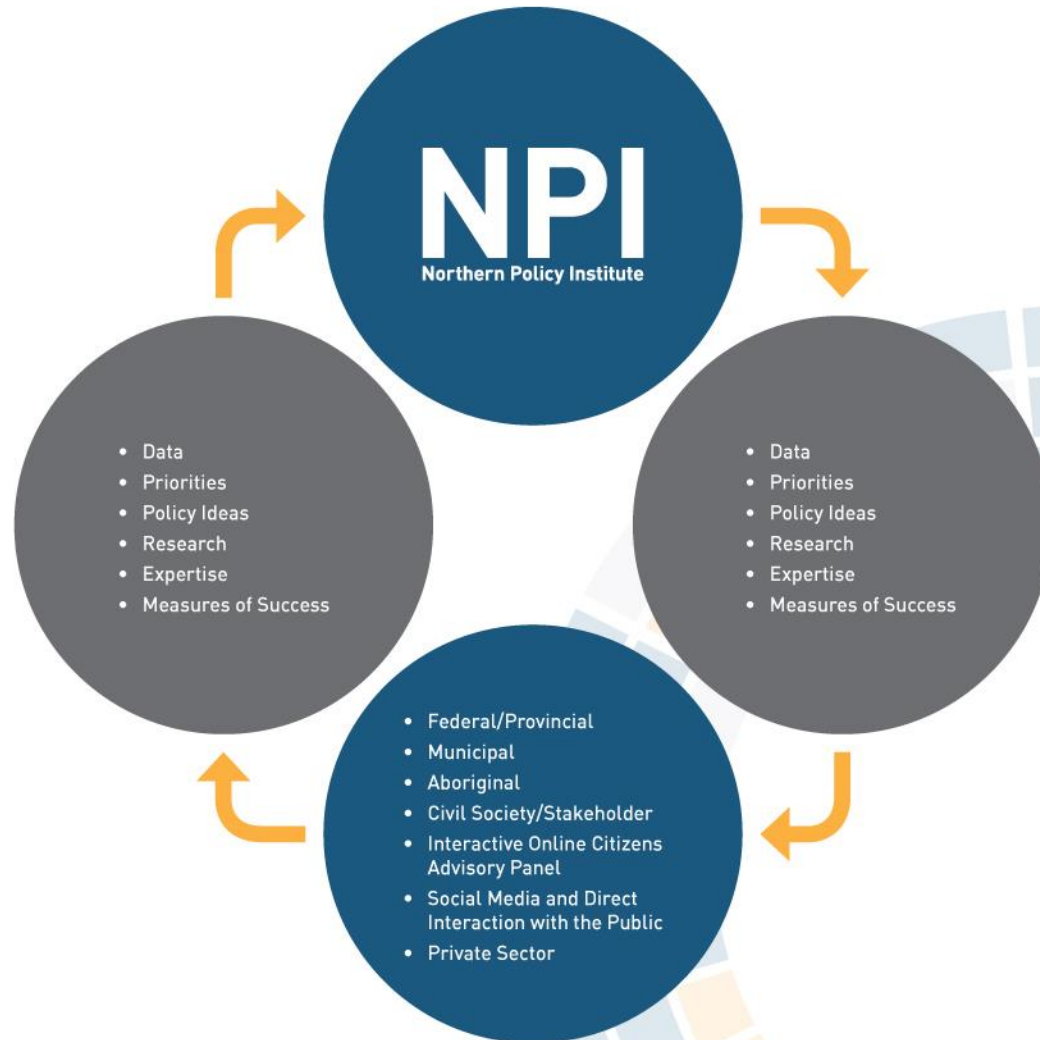 NPI
Northern Policy Institute
• Data
• Priorities
• Policy Ideas
• Research
• Expertise
• Measures of Success
• Data
• Priorities
• Policy Ideas
• Research
• Expertise
• Measures of Success
• Federal/Provincial
• Municipal
• Aboriginal
• Civil Society/Stakeholder
• Interactive Online Citizens
Advisory Panel
• Social Media and Direct
Interaction with the Public
• Private Sector